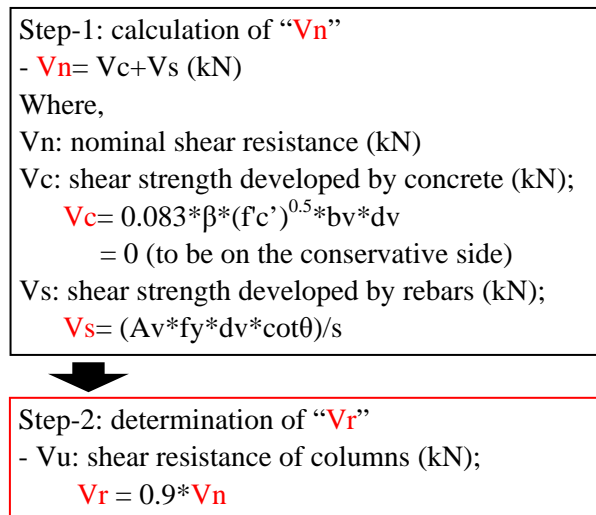 Step-1: calculation of “Vn”
- Vn= Vc+Vs (kN)
Where,
Vn: nominal shear resistance (kN)
Vc: shear strength developed by concrete (kN);
Vc= 0.083*β*(f'c’)^0.5*bv*dv
= 0 (to be on the conservative side)
Vs: shear strength developed by rebars (kN);
Vs= (Av*fy*dv*cotθ)/s
Step-2: determination of “Vr”
- Vu: shear resistance of columns (kN);
Vr = 0.9*Vn